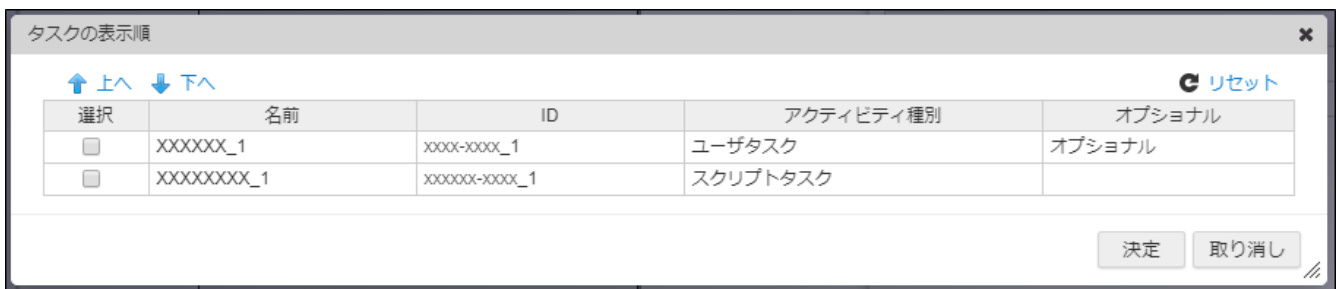 タスクの表示順
上へ 下へ リセット
選択 名前 ID アクティビティ種別 オプショナル
XXXXXX_1 xxxx-xxxx_1 ユーザタスク オプショナル
XXXXXXXX_1 xxxxxx-xxxx_1 スクリプトタスク
決定 取り消し